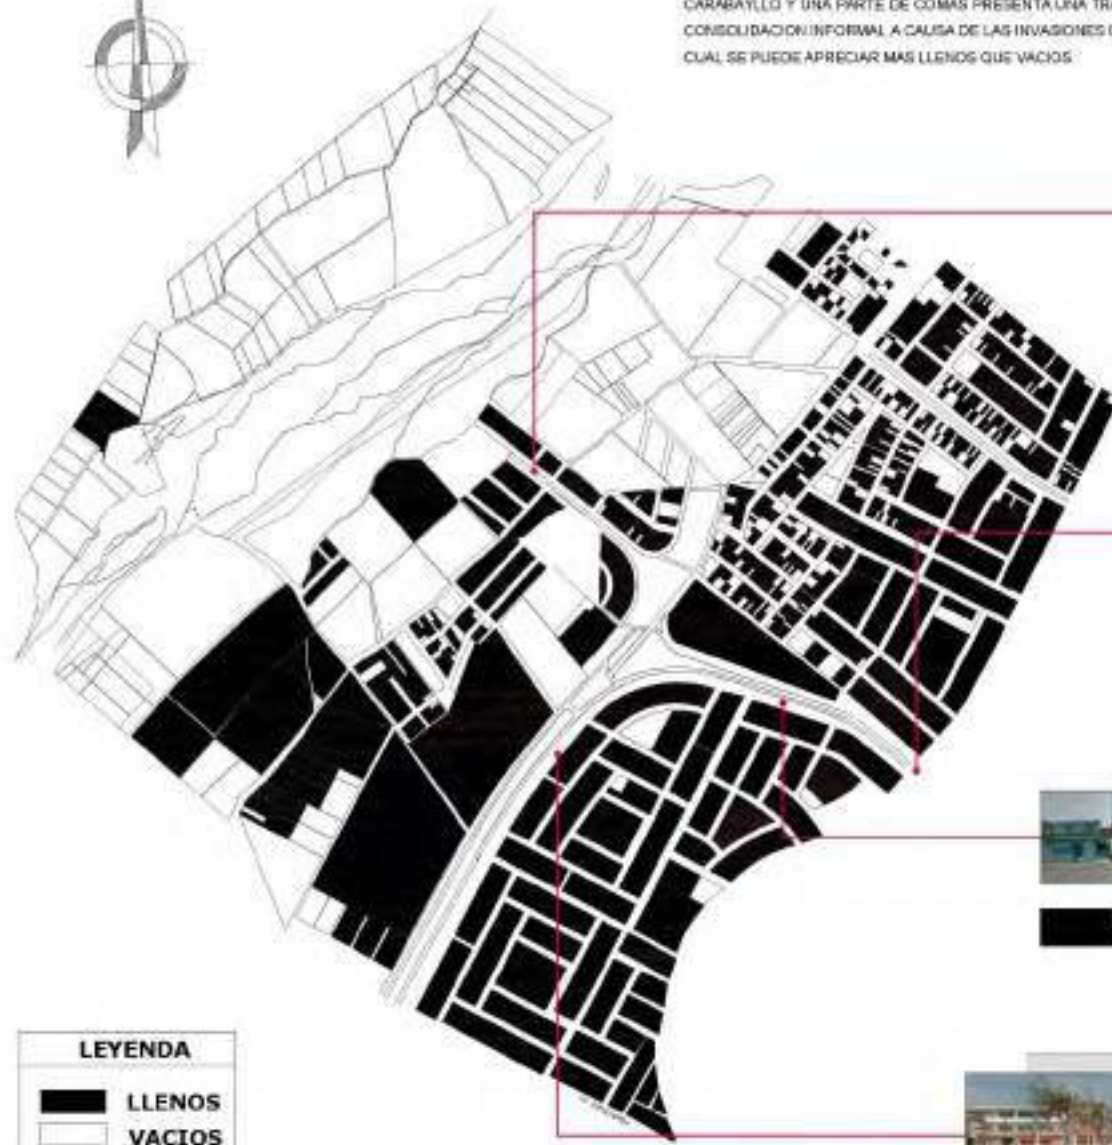 CARABAYLLO Y UNA PARTE DE COMAS PRESENTA UNA
CONSOLIDACION INFORMAL A CAUSA DE LAS INVASIONES
CUAL SE PUEDE APRECIAR MAS LLENOS QUE VACIOS.
LEYENDA
LLENOS
VACIOS